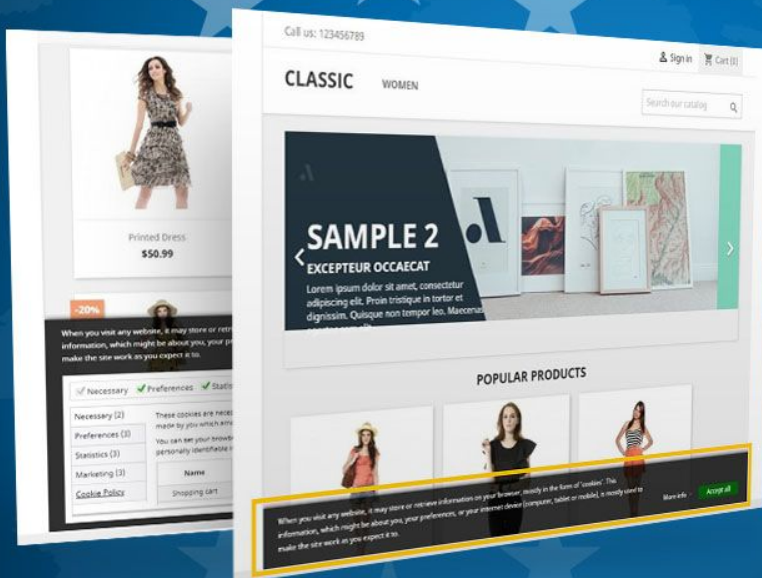 Call us: 123456789
Sign in
Cart (0)
CLASSIC
WOMEN
Search our catalog
SAMPLE 2
EXCEPTEUR OCCAECAT
Lorem ipsum dolor sit amet, consectetur
adipiscing elit. Proin tristique in tortor et
dignissim. Quisque non tempor leo. Maecenas
POPULAR PRODUCTS
When you visit any website, it may store or retrieve information on your browser, mostly in the form of 'cookies'. This
information, which might be about you, your preferences, or your internet device (computer, tablet or mobile), is mostly used to
make the site work as you expect it to.
More info
Accept all
Printed Dress
$50.99
-20%
When you visit any website, it may store or retri
information, which might be about you, your pr
make the site work as you expect it to.
Necessary
Preferences
Statis
Necessary (2)
Preferences (3)
Statistics (3)
Marketing (3)
Cookie Policy
These cookies are neces
made by you which amo
You can set your brows
personally identifiable i
Name
Shopping cart